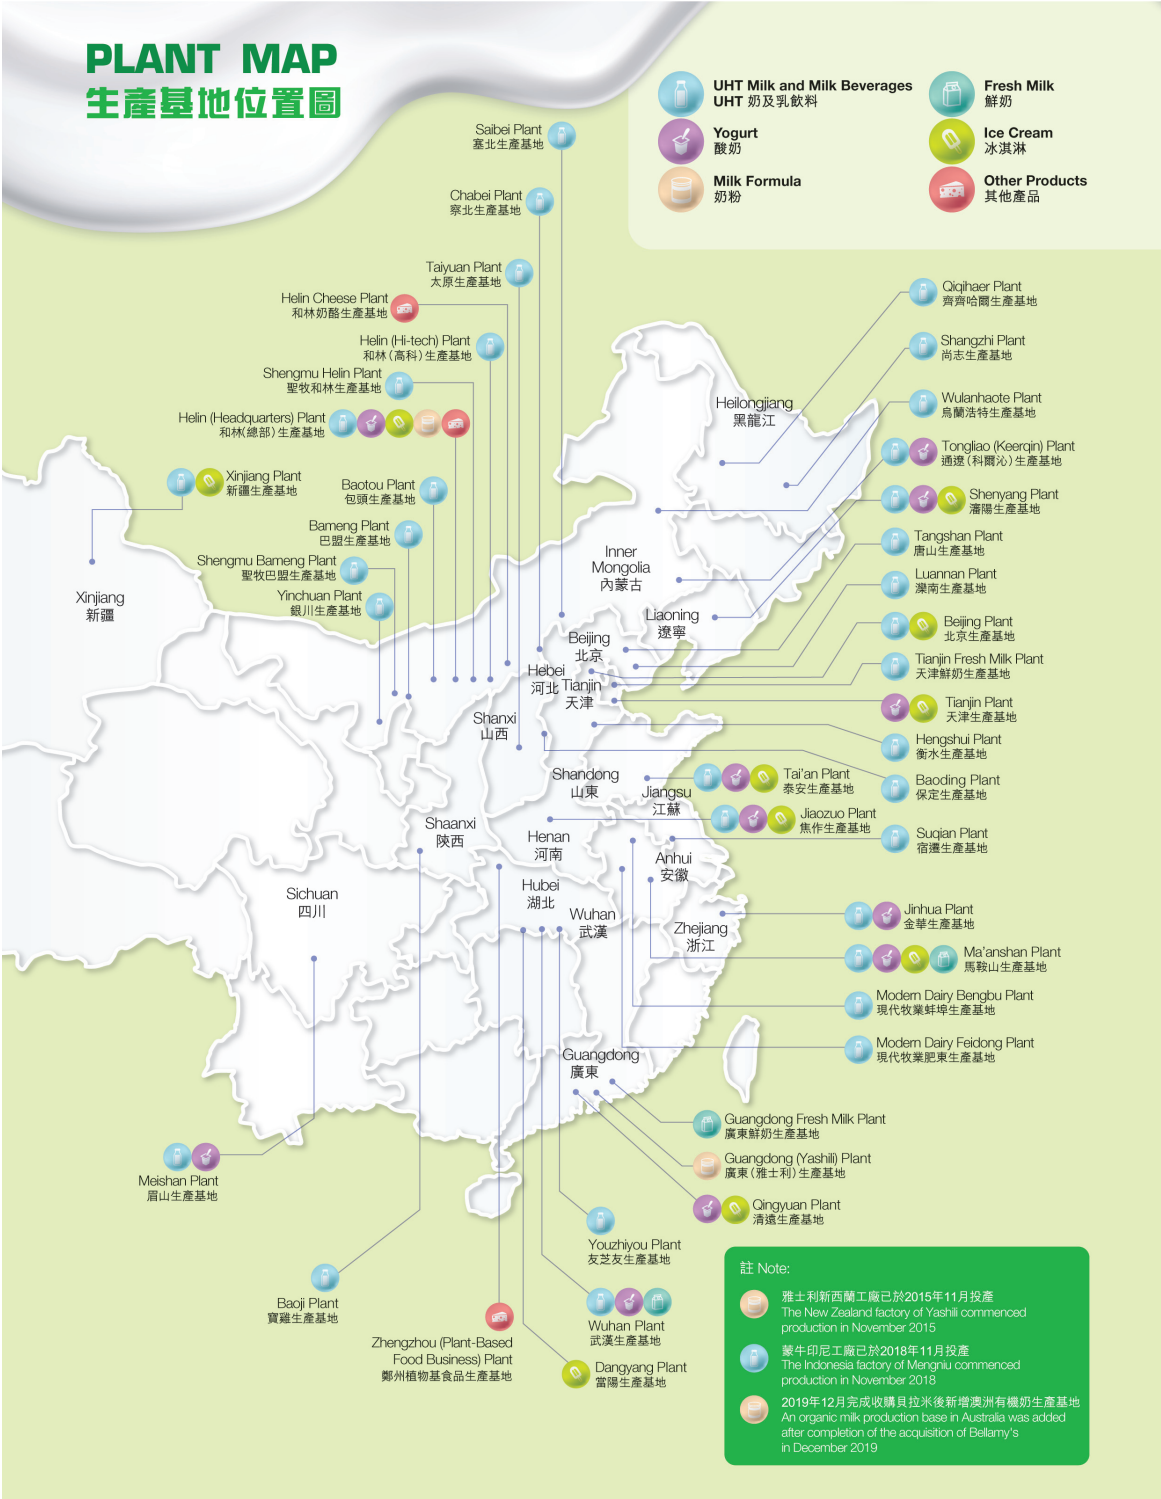 PLANT MAP
生產基地位置圖
UHT Milk and Milk Beverages
UHT 奶及乳飲料
Yogurt
酸奶
Milk Formula
奶粉
Fresh Milk
鮮奶
Ice Cream
冰淇淋
Other Products
其他產品
Saibei Plant
塞北生產基地
Chabei Plant
察北生產基地
Taiyuan Plant
太原生產基地
Helin Cheese Plant
和林奶酪生產基地
Helin (Hi-tech) Plant
和林（高科）生產基地
Shengmu Helin Plant
聖牧和林生產基地
Helin (Headquarters) Plant
和林(總部)生產基地
Xinjiang Plant
新疆生產基地
Baotou Plant
包頭生產基地
Bameng Plant
巴盟生產基地
Shengmu Bameng Plant
聖牧巴盟生產基地
Yinchuan Plant
銀川生產基地
Qiqihaer Plant
齊齊哈爾生產基地
Shangzhi Plant
尚志生產基地
Wulanhaote Plant
烏蘭浩特生產基地
Tongliao (Keerqin) Plant
通遼（科爾沁）生產基地
Shenyang Plant
瀋陽生產基地
Tangshan Plant
唐山生產基地
Luannan Plant
灤南生產基地
Beijing Plant
北京生產基地
Tianjin Fresh Milk Plant
天津鮮奶生產基地
Tianjin Plant
天津生產基地
Hengshui Plant
衡水生產基地
Baoding Plant
保定生產基地
Tai'an Plant
泰安生產基地
Jiaozuo Plant
焦作生產基地
Suqian Plant
宿遷生產基地
Jinhua Plant
金華生產基地
Ma'anshan Plant
馬鞍山生產基地
Modern Dairy Bengbu Plant
現代牧業蚌埠生產基地
Modern Dairy Feidong Plant
現代牧業肥東生產基地
Heilongjiang
黑龍江
Inner
Mongolia
內蒙古
Liaoning
遼寧
Xinjiang
新疆
Beijing
北京
Hebei
河北
Tianjin
天津
Shanxi
山西
Shandong
山東
Jiangsu
江蘇
Shaanxi
陝西
Henan
河南
Anhui
安徽
Sichuan
四川
Hubei
湖北
Wuhan
武漢
Zhejiang
浙江
Guangdong
廣東
Guangdong Fresh Milk Plant
廣東鮮奶生產基地
Guangdong (Yashili) Plant
廣東（雅士利）生產基地
Qingyuan Plant
清遠生產基地
Meishan Plant
眉山生產基地
Youzhiyou Plant
友芝友生產基地
Baoji Plant
寶雞生產基地
Wuhan Plant
武漢生產基地
Zhengzhou (Plant-Based
Food Business) Plant
鄭州植物基食品生產基地
Dangyang Plant
當陽生產基地
註 Note:
雅士利新西蘭工廠已於2015年11月投產
The New Zealand factory of Yashili commenced
production in November 2015
蒙牛印尼工廠已於2018年11月投產
The Indonesia factory of Mengniu commenced
production in November 2018
2019年12月完成收購貝拉米後新增澳洲有機奶生產基地
An organic milk production base in Australia was added
after completion of the acquisition of Bellamy's
in December 2019